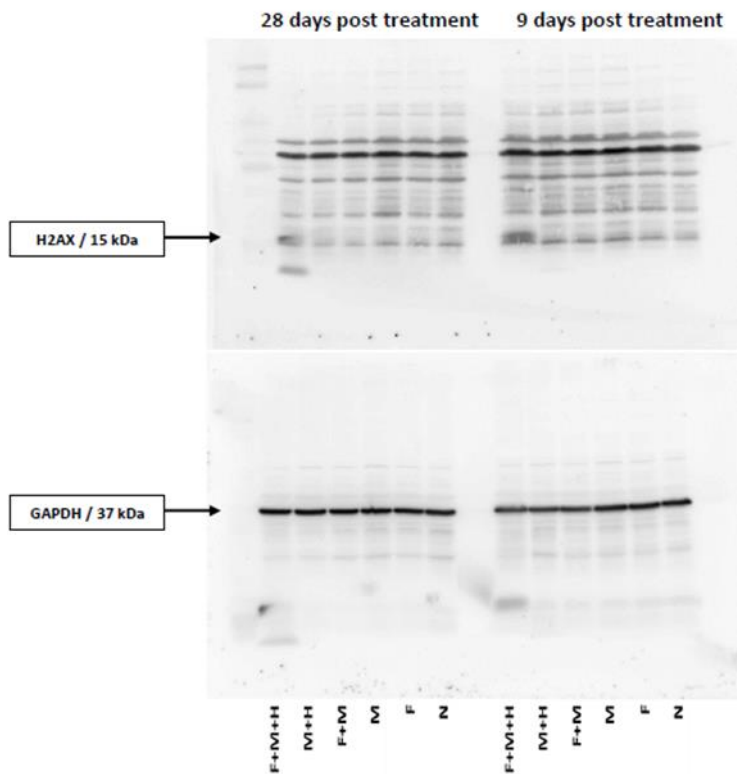 28 days post treatment
9 days post treatment
H2AX / 15 kDa
GAPDH / 37 kDa
F+M+H
M+H
F+M
M
F
N
F+M+H
M+H
F+M
M
F
N